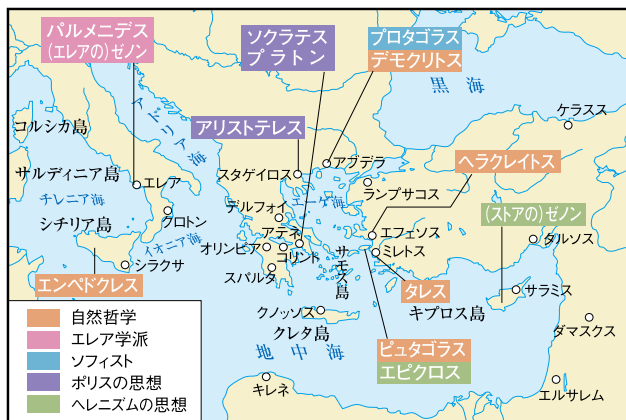 パルメニデス
(エレアの)ゼノン
ソクラテス
プラトン
プロタゴラス
デモクリトス
黒海
ケラスス
アドリア海
コルシカ島
アリストテレス
アブデラ
ヘラクレイトス
サルディニア島
スタゲイロス
エレア
ランプサコス
チレニア海
エーゲ海
デルフォイ
(ストアの)ゼノン
シチリア島
クロトン
アテネ
エフェソス
イオニア海
オリンピア
コリント
ミレトス
タルソス
シラクサ
スパルタ
サモス島
エンペドクレス
タレス
サラミス
クノッソス
キプロス島
クレタ島
ダマスクス
地中海
ピュタゴラス
エピクロス
キレネ
エルサレム
自然哲学
エレア学派
ソフィスト
ポリスの思想
ヘレニズムの思想